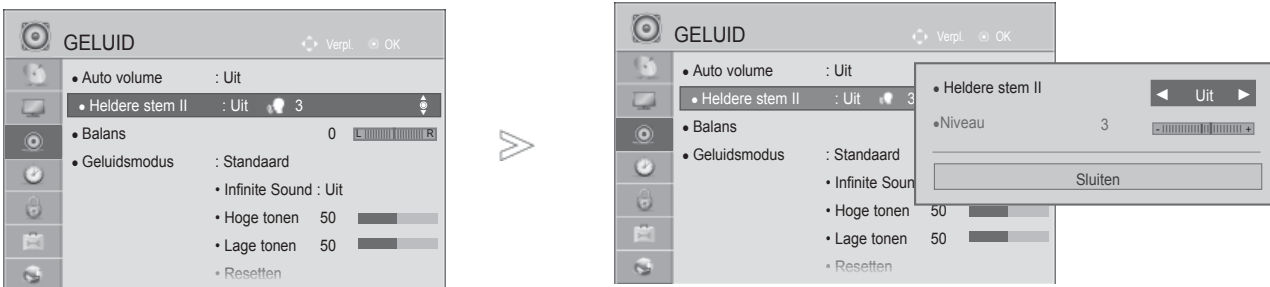 GELUID
Verpl. OK
• Auto volume : Uit
• Heldere stem II : Uit 3
• Balans 0 L R
• Geluidsmodus : Standaard
• Infinite Sound : Uit
• Hoge tonen 50
• Lage tonen 50
• Resetten
GELUID
Verpl. OK
• Auto volume : Uit
• Heldere stem II : Uit 3
• Balans
• Geluidsmodus : Standaard
• Infinite Soun
• Hoge tonen 50
• Lage tonen 50
• Resetten
• Heldere stem II ◄ Uit ►
•Niveau 3 - +
Sluiten